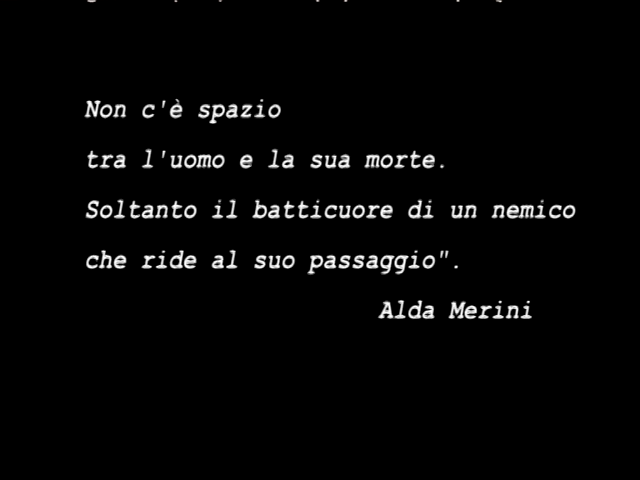 Non c'è spazio
tra l'uomo e la sua morte.
Soltanto il batticuore di un nemico
che ride al suo passaggio".
Alda Merini